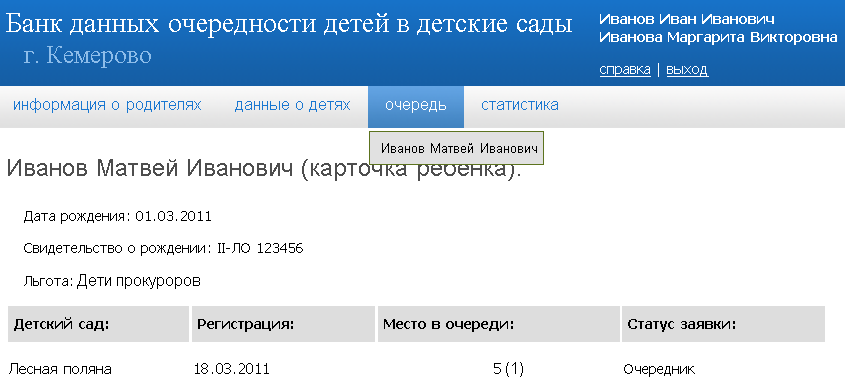 Банк данных очередности детей в детские сады
г. Кемерово
Иванов Иван Иванович
Иванова Маргарита Викторовна
справка | выход
информация о родителях данные о детях очередь статистика
Иванов Матвей Иванович
Иванов Матвей Иванович (карточка ребенка).
Дата рождения: 01.03.2011
Свидетельство о рождении: II-ЛО 123456
Льгота: Дети прокуроров
Детский сад: Регистрация: Место в очереди: Статус заявки:
Лесная поляна 18.03.2011 5 (1) Очередник